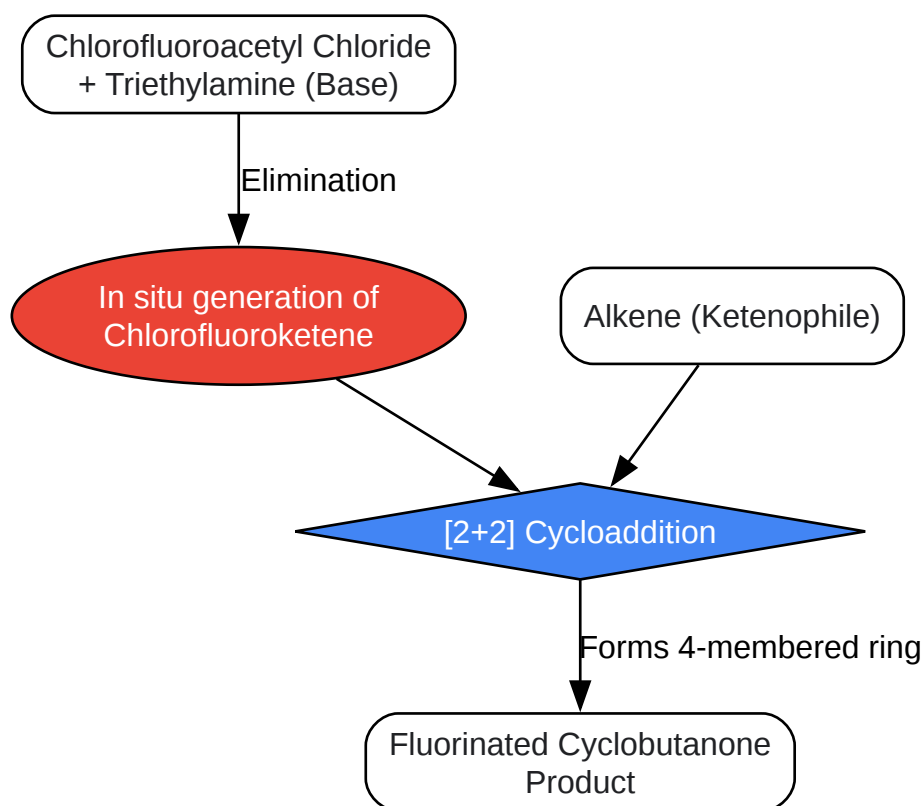 Chlorofluoroacetyl Chloride
+ Triethylamine (Base)
Elimination
In situ generation of
Chlorofluoroketene
Alkene (Ketenophile)
[2+2] Cycloaddition
Forms 4-membered ring
Fluorinated Cyclobutanone
Product